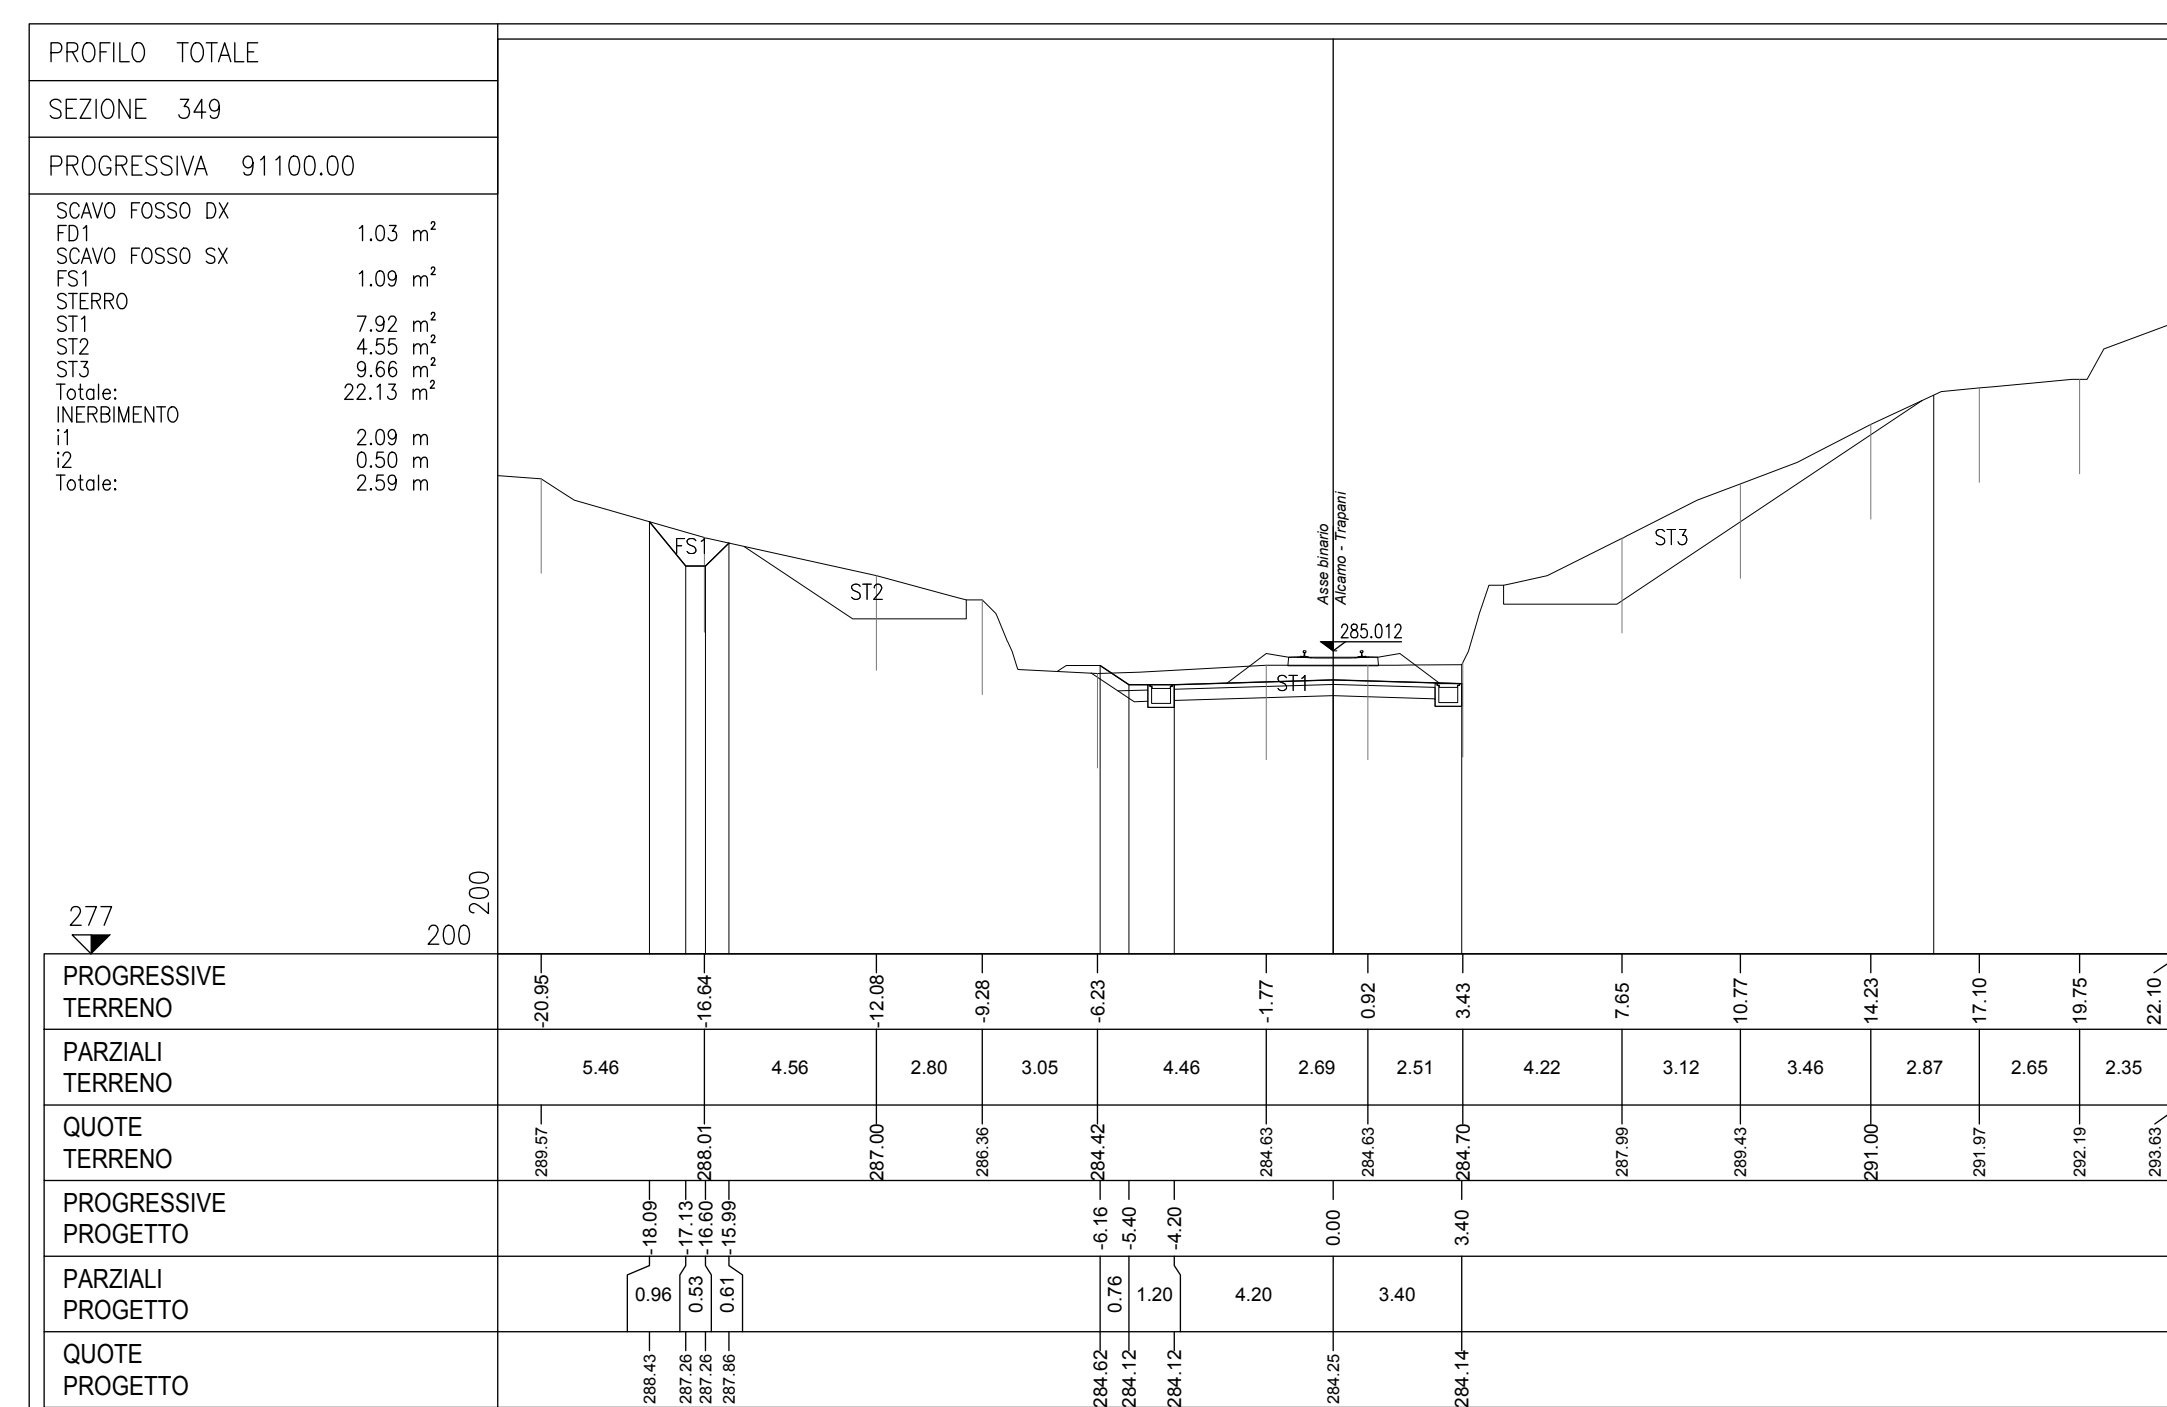 PROFILO TOTALE
SEZIONE 349
PROGRESSIVA 91100.00
SCAVO FOSSO DX
FD1 1.03 m²
SCAVO FOSSO SX
FS1 1.09 m²
STERRO
ST1 7.92 m²
ST2 4.55 m²
ST3 9.66 m²
Totale: 22.13 m²
INERBIMENTO
i1 2.09 m
i2 0.50 m
Totale: 2.59 m
FS1
ST2
Asse binario
Alcamo - Trapani
285.012
ST1
ST3
277
200
200
PROGRESSIVE
TERRENO
-20.95 -16.64 -12.08 -9.28 -6.23 -1.77 0.92 3.43 7.65 10.77 14.23 17.10 19.75 22.10
PARZIALI
TERRENO
5.46 4.56 2.80 3.05 4.46 2.69 2.51 4.22 3.12 3.46 2.87 2.65 2.35
QUOTE
TERRENO
289.57 288.01 287.00 286.36 284.42 284.63 284.63 284.70 287.99 289.43 291.00 291.97 292.19 293.63
PROGRESSIVE
PROGETTO
-18.09 -17.13 -16.60 -15.99 -6.16 -5.40 -4.20 0.00 3.40
PARZIALI
PROGETTO
0.96 0.53 0.61 0.76 1.20 4.20 3.40
QUOTE
PROGETTO
288.43 287.26 287.26 287.86 284.62 284.12 284.12 284.25 284.14